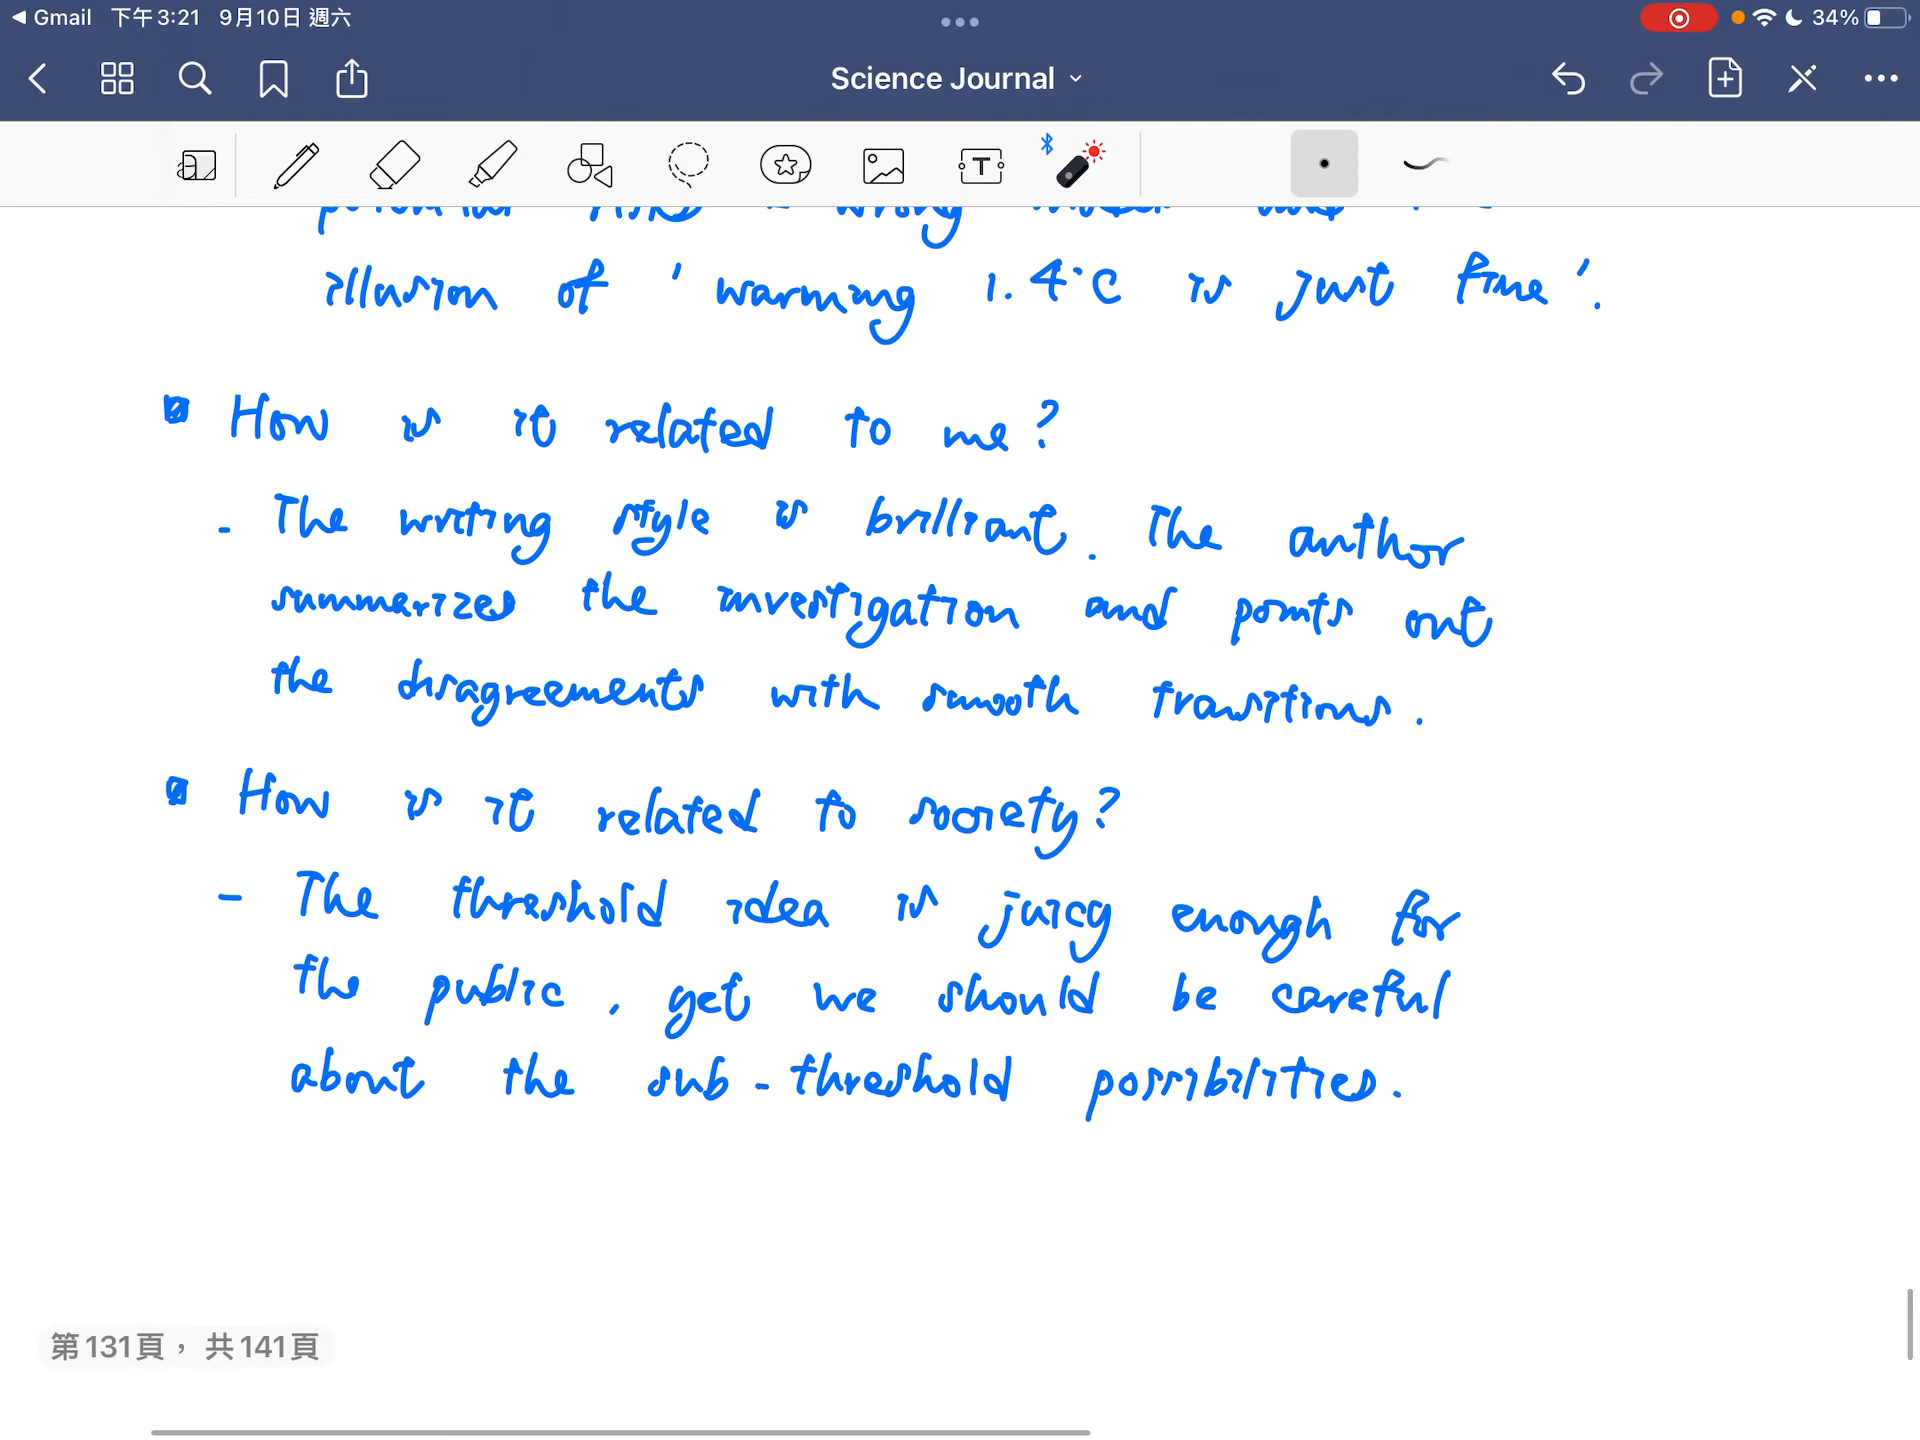 Gmail 下午3:21 9月10日 週六 34%
Science Journal
T
illusion of ' warming 1.4°C is just fine'.
How is it related to me?
- The writing style is brilliant. The author
summarizes the investigation and points out
the disagreements with smooth transitions.
How is it related to society?
- The threshold idea is juicy enough for
the public, yet we should be careful
about the sub-threshold possibilities.
第131頁，共141頁